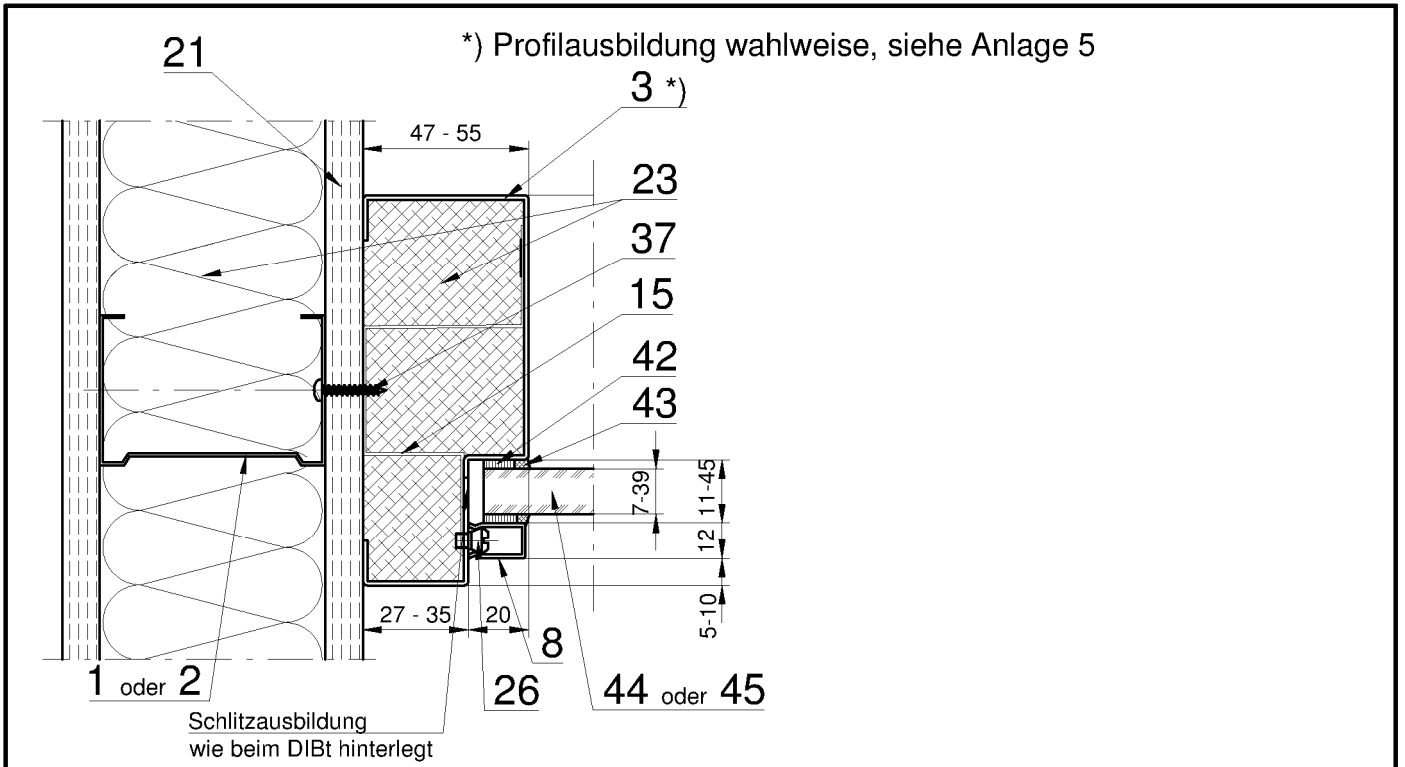 *) Profilausbildung wahlweise, siehe Anlage 5
21
3 *)
47 - 55
23
37
15
42
43
7-39
11-45
12
5-10
27 - 35
20
8
1 oder 2
26
44 oder 45
Schlitzausbildung
wie beim DIBt hinterlegt